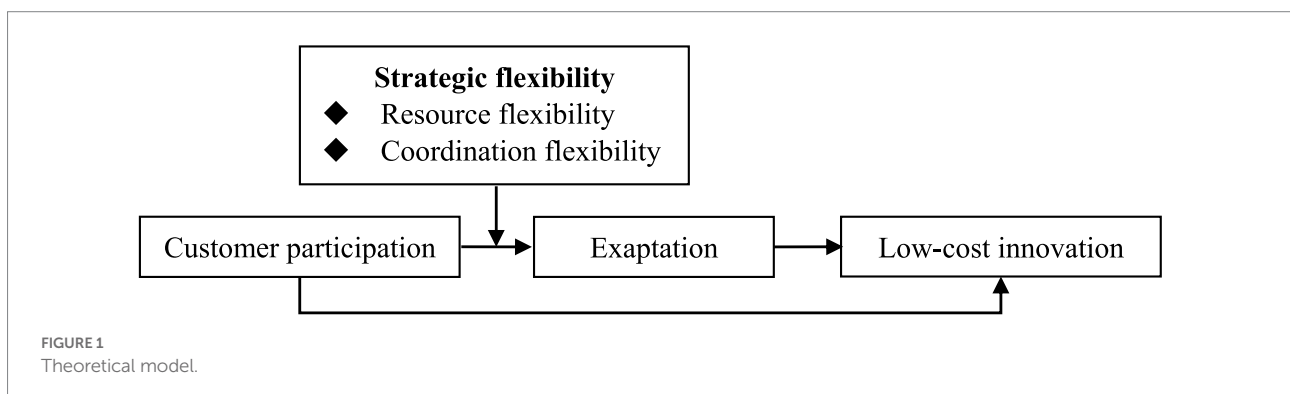 Strategic flexibility
◆ Resource flexibility
◆ Coordination flexibility
Customer participation
Exaptation
Low-cost innovation
FIGURE 1
Theoretical model.